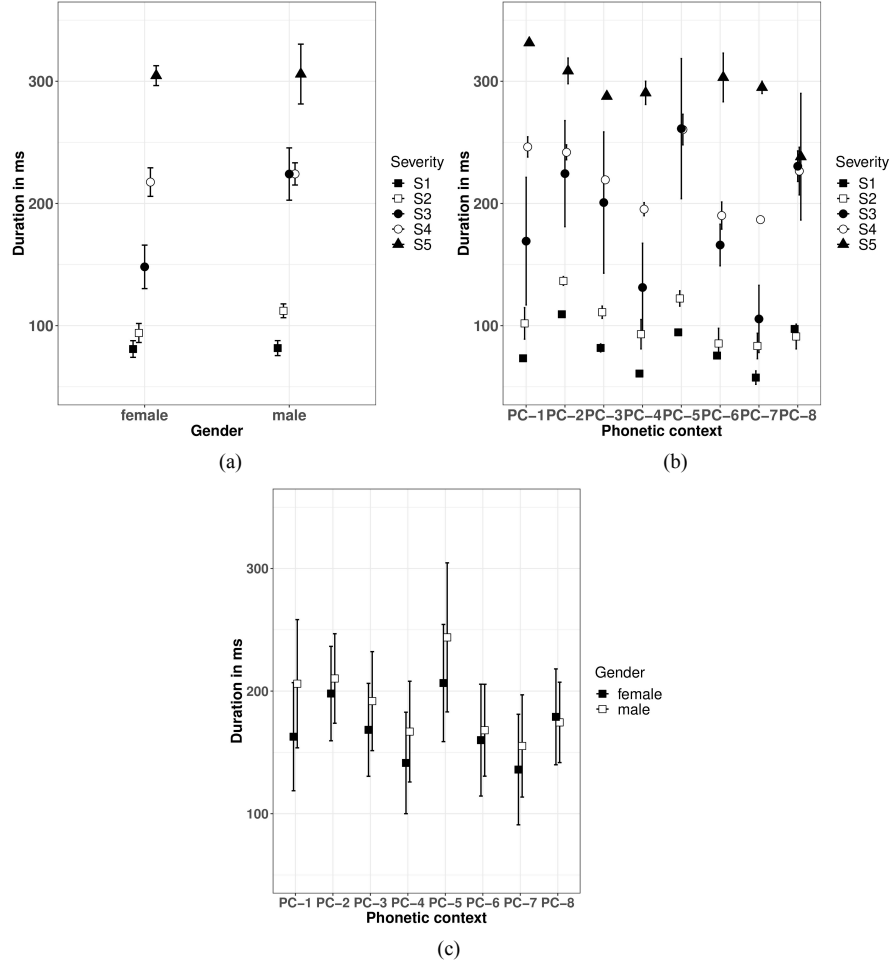 Duration in ms
300
200
100
female
male
Gender
Severity
S1
S2
S3
S4
S5
(a)
Duration in ms
300
200
100
PC-1 PC-2 PC-3 PC-4 PC-5 PC-6 PC-7 PC-8
Phonetic context
Severity
S1
S2
S3
S4
S5
(b)
Duration in ms
300
200
100
PC-1 PC-2 PC-3 PC-4 PC-5 PC-6 PC-7 PC-8
Phonetic context
Gender
female
male
(c)